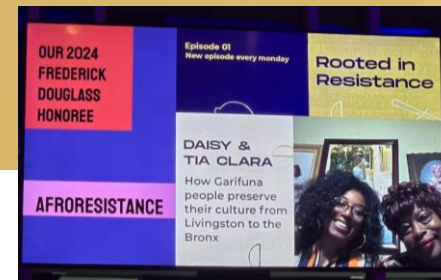 OUR 2024
FREDERICK
DOUGLASS
HONOREE
AFRORESISTANCE
Episode 01
New episode every monday
Rooted in
Resistance
DAISY &
TIA CLARA
How Garifuna
people preserve
their culture from
Livingston to the
Bronx